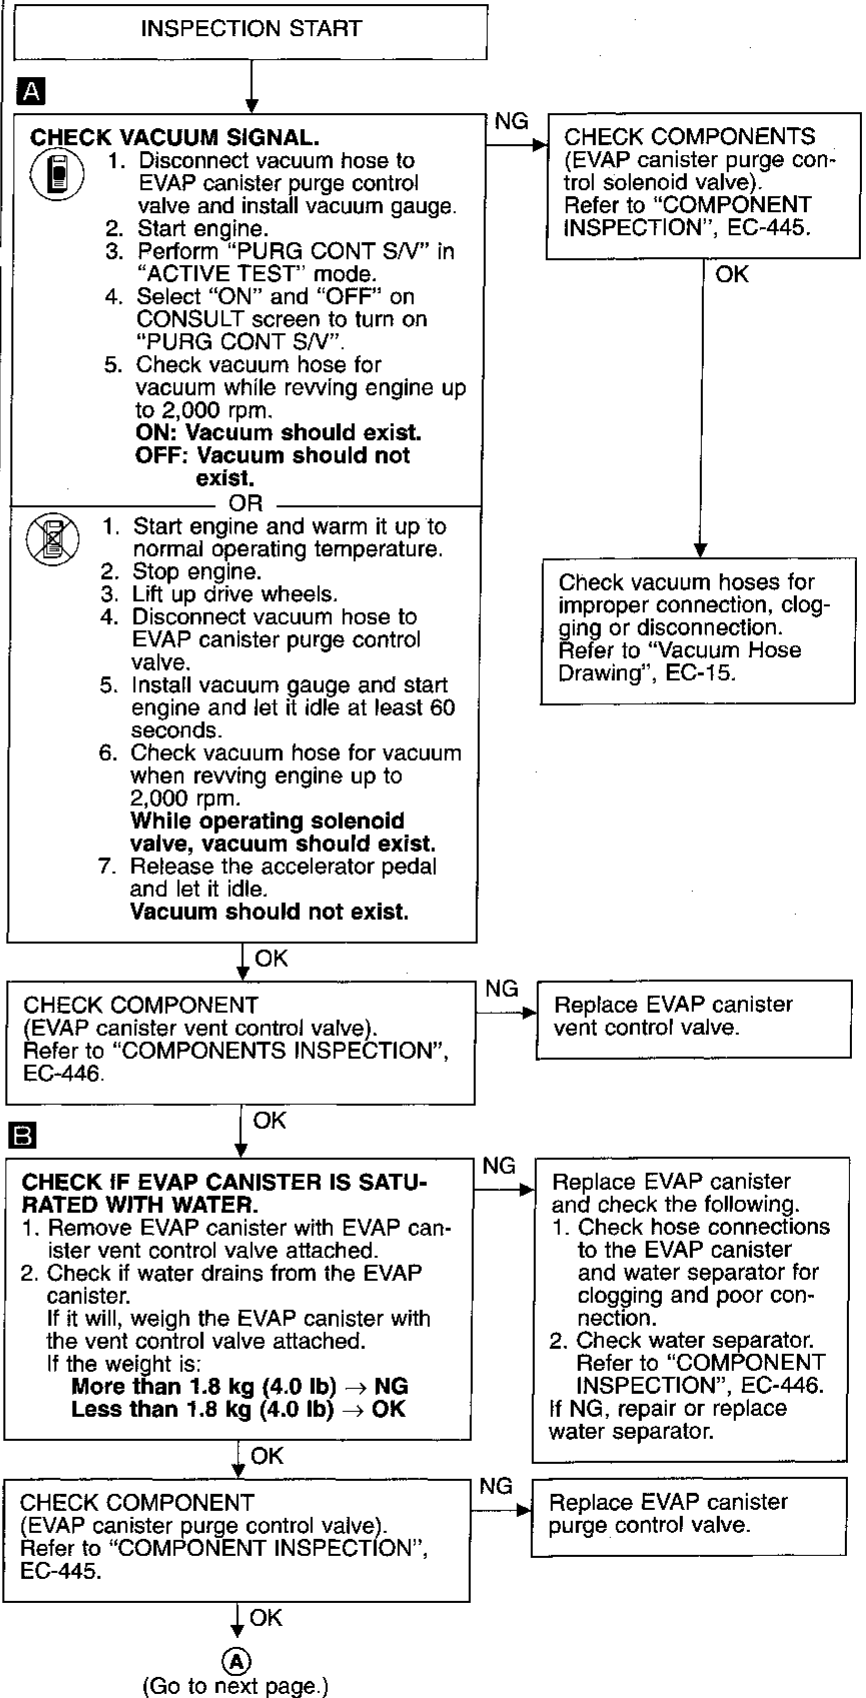 INSPECTION START
A
CHECK VACUUM SIGNAL.
1. Disconnect vacuum hose to
EVAP canister purge control
valve and install vacuum gauge.
2. Start engine.
3. Perform “PURG CONT S/V” in
“ACTIVE TEST” mode.
4. Select “ON” and “OFF” on
CONSULT screen to turn on
“PURG CONT S/V”.
5. Check vacuum hose for
vacuum while revving engine up
to 2,000 rpm.
ON: Vacuum should exist.
OFF: Vacuum should not
exist.
OR
1. Start engine and warm it up to
normal operating temperature.
2. Stop engine.
3. Lift up drive wheels.
4. Disconnect vacuum hose to
EVAP canister purge control
valve.
5. Install vacuum gauge and start
engine and let it idle at least 60
seconds.
6. Check vacuum hose for vacuum
when revving engine up to
2,000 rpm.
While operating solenoid
valve, vacuum should exist.
7. Release the accelerator pedal
and let it idle.
Vacuum should not exist.
NG
CHECK COMPONENTS
(EVAP canister purge con-
trol solenoid valve).
Refer to “COMPONENT
INSPECTION”, EC-445.
OK
Check vacuum hoses for
improper connection, clog-
ging or disconnection.
Refer to “Vacuum Hose
Drawing”, EC-15.
OK
CHECK COMPONENT
(EVAP canister vent control valve).
Refer to “COMPONENTS INSPECTION”,
EC-446.
NG
Replace EVAP canister
vent control valve.
OK
B
CHECK IF EVAP CANISTER IS SATU-
RATED WITH WATER.
1. Remove EVAP canister with EVAP can-
ister vent control valve attached.
2. Check if water drains from the EVAP
canister.
If it will, weigh the EVAP canister with
the vent control valve attached.
If the weight is:
More than 1.8 kg (4.0 lb) → NG
Less than 1.8 kg (4.0 lb) → OK
NG
Replace EVAP canister
and check the following.
1. Check hose connections
to the EVAP canister
and water separator for
clogging and poor con-
nection.
2. Check water separator.
Refer to “COMPONENT
INSPECTION”, EC-446.
If NG, repair or replace
water separator.
OK
CHECK COMPONENT
(EVAP canister purge control valve).
Refer to “COMPONENT INSPECTION”,
EC-445.
NG
Replace EVAP canister
purge control valve.
OK
A
(Go to next page.)